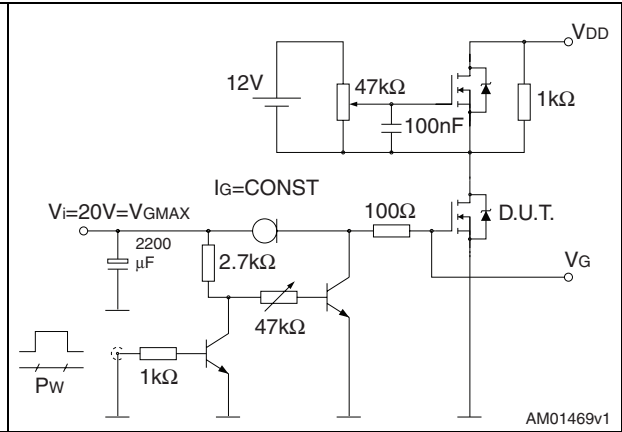 VDD
12V
47kΩ
1kΩ
100nF
IG=CONST
Vi=20V=VGMAX
100Ω
D.U.T.
2200
μF
2.7kΩ
VG
47kΩ
1kΩ
PW
AM01469v1